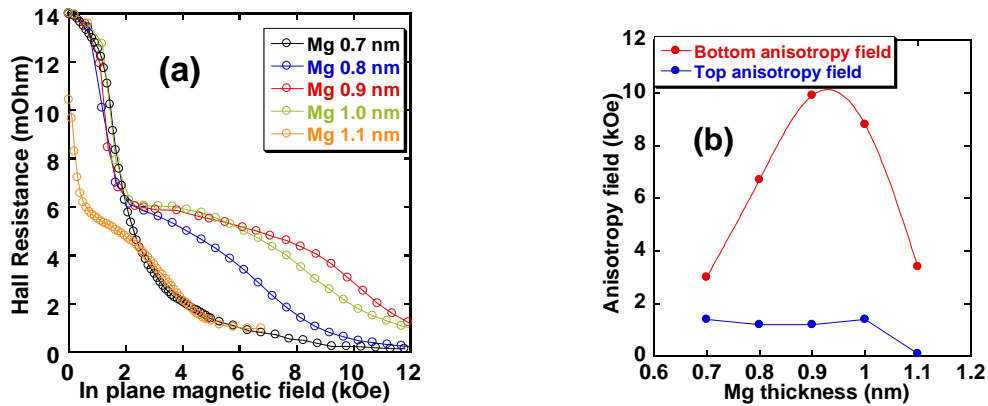 14
12
10
8
6
4
2
0
Hall Resistance (mOhm)
(a)
Mg 0.7 nm
Mg 0.8 nm
Mg 0.9 nm
Mg 1.0 nm
Mg 1.1 nm
0 2 4 6 8 10 12
In plane magnetic field (kOe)
12
10
8
6
4
2
0
Anisotropy field (kOe)
Bottom anisotropy field
Top anisotropy field
(b)
0.6 0.7 0.8 0.9 1 1.1 1.2
Mg thickness (nm)